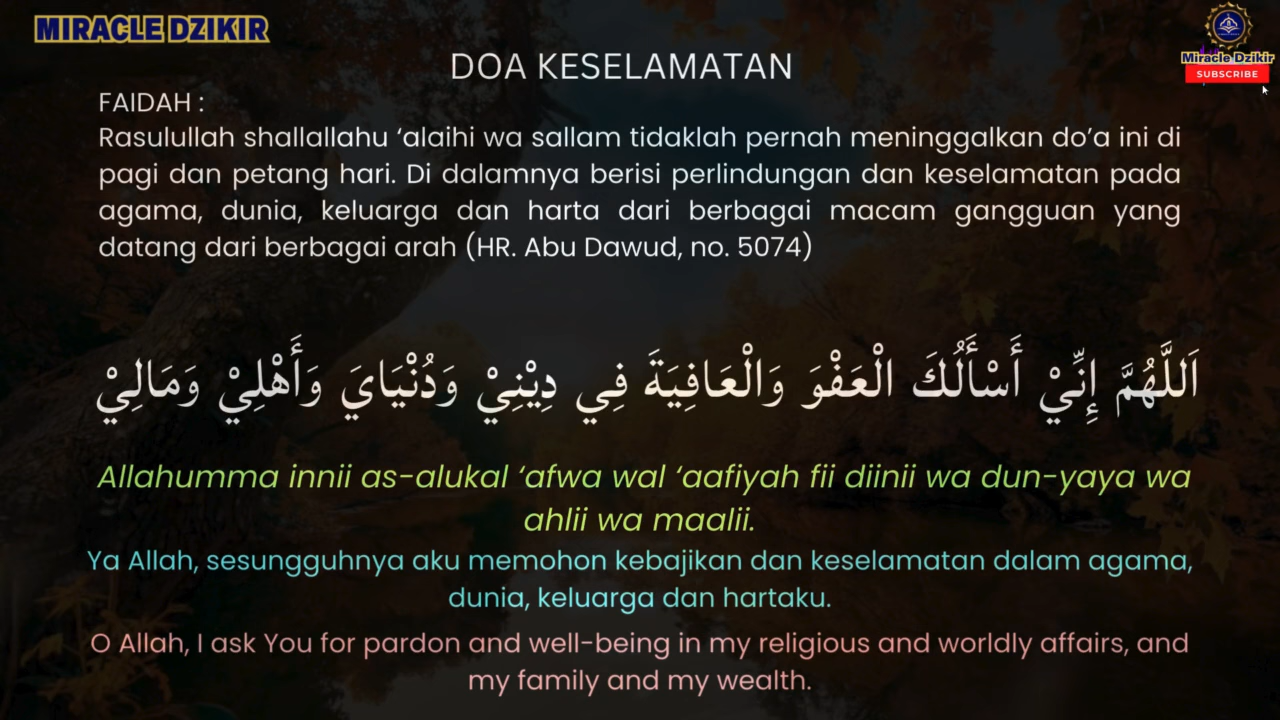 MIRACLE DZIKIR
Miracle Dzikir
SUBSCRIBE
DOA KESELAMATAN
FAIDAH :
Rasulullah shallallahu ‘alaihi wa sallam tidaklah pernah meninggalkan do’a ini di
pagi dan petang hari. Di dalamnya berisi perlindungan dan keselamatan pada
agama, dunia, keluarga dan harta dari berbagai macam gangguan yang
datang dari berbagai arah (HR. Abu Dawud, no. 5074)
اَللَّهُمَّ إِنِّيْ أَسْأَلُكَ الْعَفْوَ وَالْعَافِيَةَ فِي دِيْنِيْ وَدُنْيَايَ وَأَهْلِيْ وَمَالِيْ
Allahumma innii as-alukal ‘afwa wal ‘aafiyah fii diinii wa dun-yaya wa
ahlii wa maalii.
Ya Allah, sesungguhnya aku memohon kebajikan dan keselamatan dalam agama,
dunia, keluarga dan hartaku.
O Allah, I ask You for pardon and well-being in my religious and worldly affairs, and
my family and my wealth.